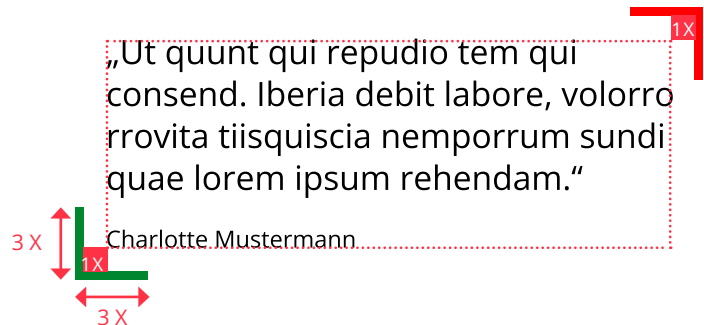 1X
„Ut quunt qui repudio tem qui
consend. Iberia debit labore, volorro
rrovita tiisquiscia nemporrum sundi
quae lorem ipsum rehendam.“
Charlotte Mustermann
3 X
1X
3 X